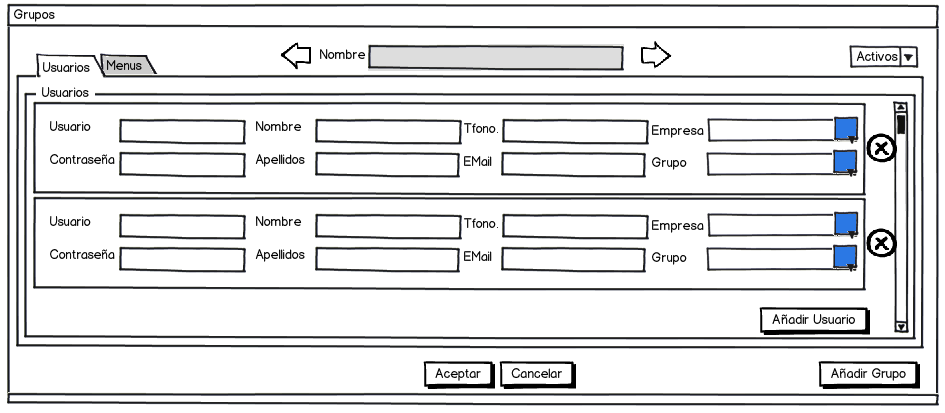 Grupos
Nombre
Activos
Usuarios Menus
Usuarios
Usuario Nombre Tfono. Empresa
Contraseña Apellidos EMail Grupo
Usuario Nombre Tfono. Empresa
Contraseña Apellidos EMail Grupo
Añadir Usuario
Aceptar Cancelar Añadir Grupo